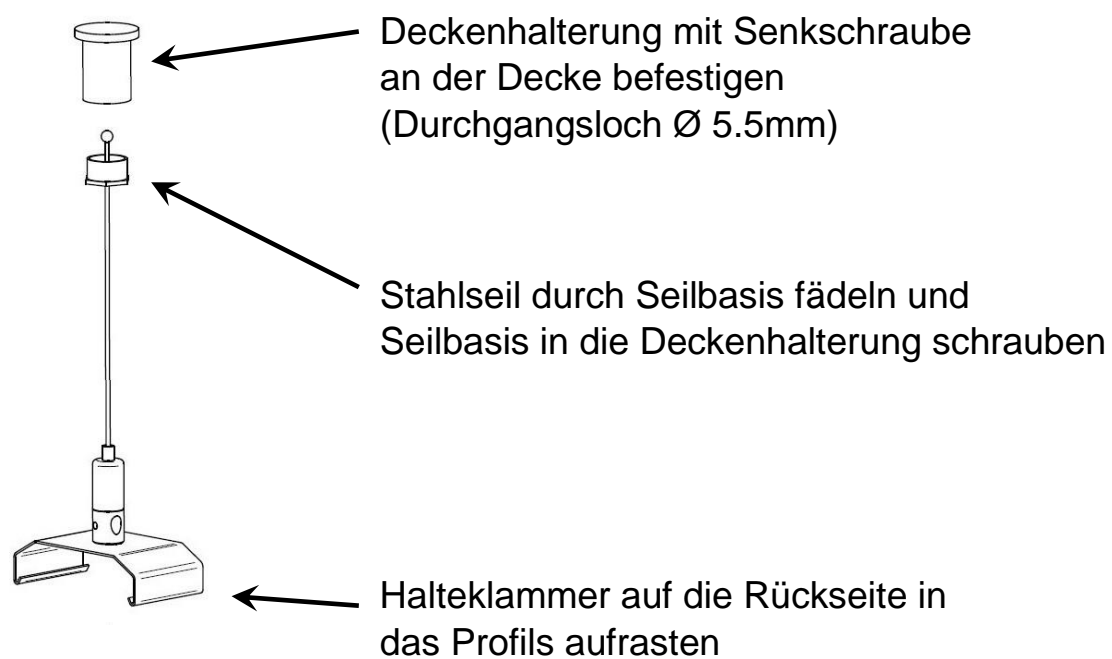 Deckenhalterung mit Senkschraube
an der Decke befestigen
(Durchgangsloch Ø 5.5mm)
Stahlseil durch Seilbasis fädeln und
Seilbasis in die Deckenhalterung schrauben
Halteklammer auf die Rückseite in
das Profils aufrasten